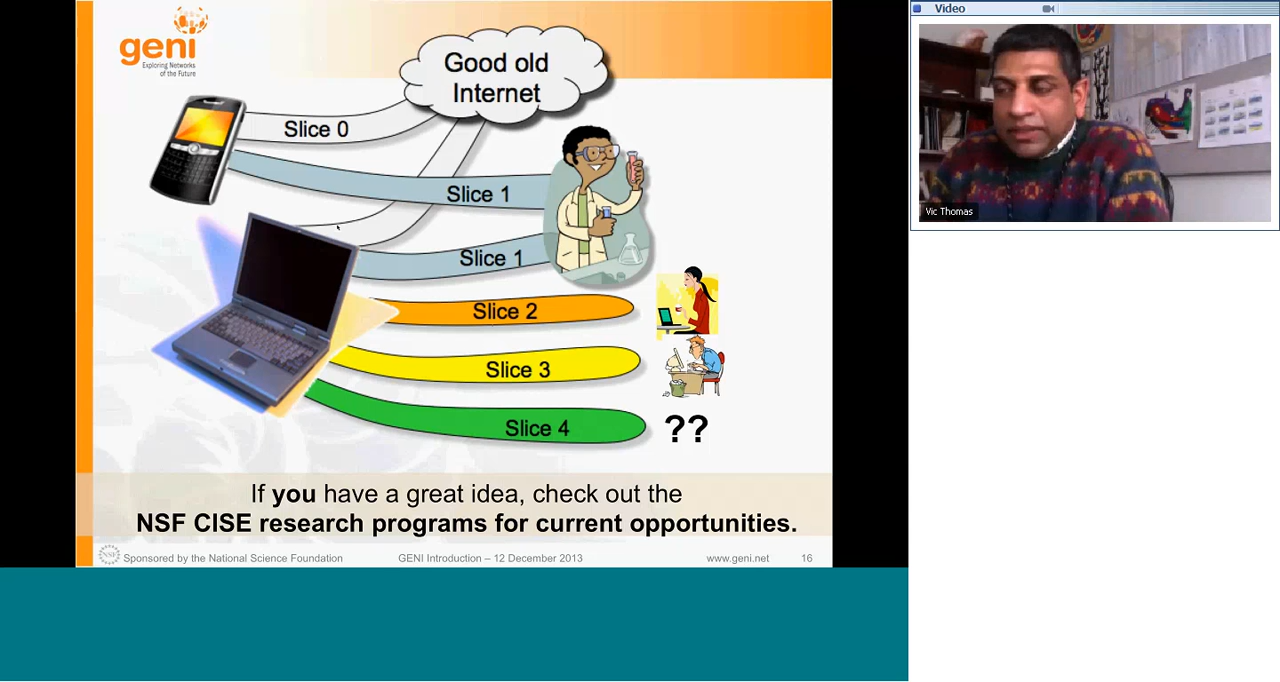 geni
Exploring Networks
of the Future
Good old
Internet
Slice 0
Slice 1
Slice 1
Slice 2
Slice 3
Slice 4
??
If you have a great idea, check out the
NSF CISE research programs for current opportunities.
NSF
Sponsored by the National Science Foundation
GENI Introduction – 12 December 2013
www.geni.net
16
Video
Vic Thomas